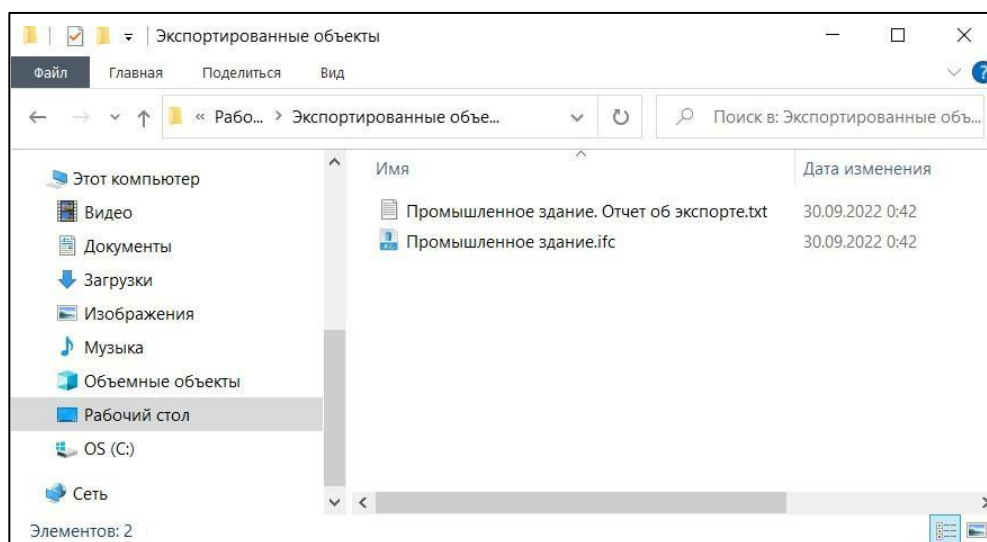 Экспортированные объекты
Файл Главная Поделиться Вид
« Рабо... > Экспортированные объе... Поиск в: Экспортированные объ...
Имя Дата изменения
Этот компьютер
Видео
Документы
Загрузки
Изображения
Музыка
Объемные объекты
Рабочий стол
OS (C:)
Сеть
Промышленное здание. Отчет об экспорте.txt 30.09.2022 0:42
Промышленное здание.ifc 30.09.2022 0:42
Элементов: 2